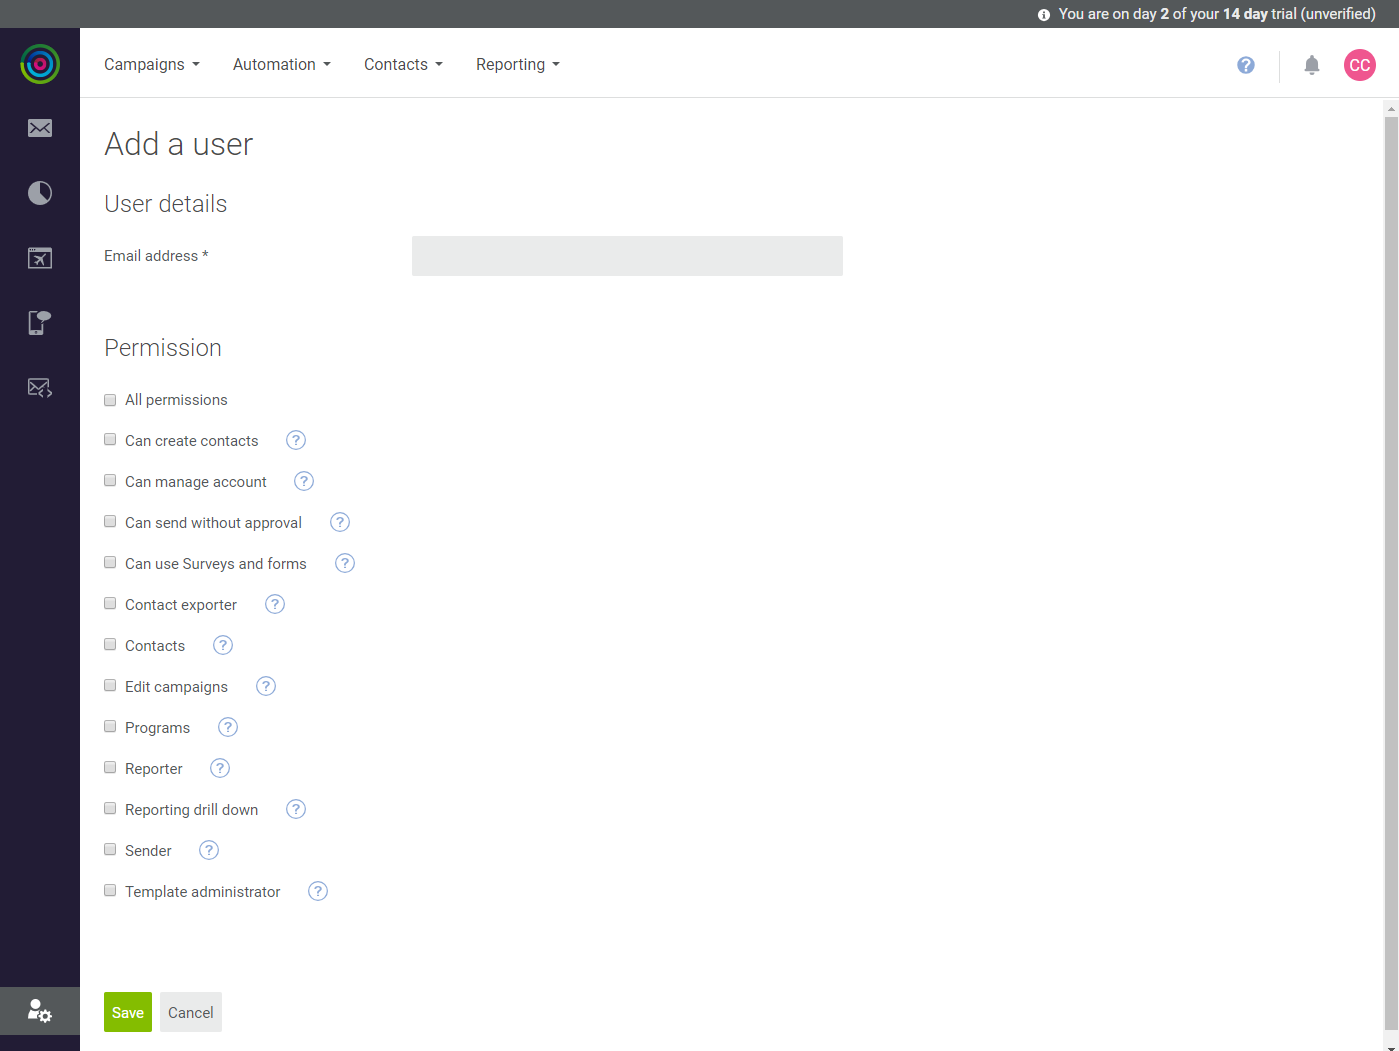 You are on day 2 of your 14 day trial (unverified)
Campaigns
Automation
Contacts
Reporting
?
CC
Add a user
User details
Email address *
Permission
All permissions
Can create contacts ?
Can manage account ?
Can send without approval ?
Can use Surveys and forms ?
Contact exporter ?
Contacts ?
Edit campaigns ?
Programs ?
Reporter ?
Reporting drill down ?
Sender ?
Template administrator ?
Save
Cancel